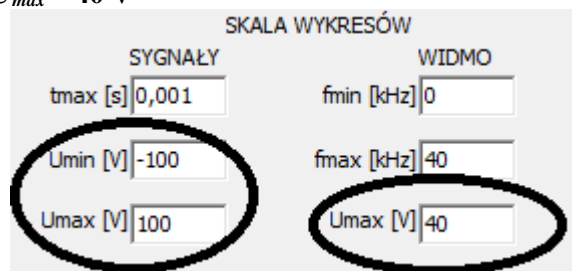 SKALA WYKRESÓW
SYGNAŁY WIDMO
tmax [s] 0,001 fmin [kHz] 0
Umin [V] -100 fmax [kHz] 40
Umax [V] 100 Umax [V] 40